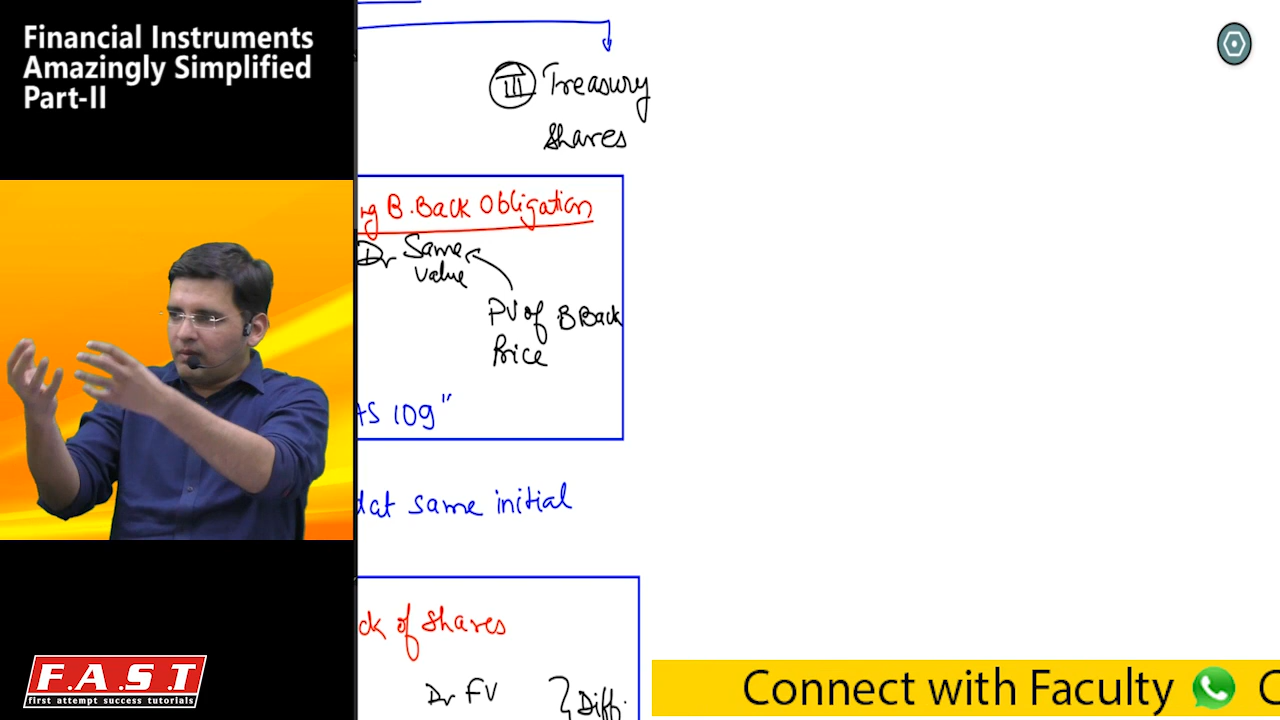 Financial Instruments
Amazingly Simplified
Part-II
III Treasury
Shares
B.Back Obligation
Dr Same
value
PV of B Back
Price
AS 109"
same initial
of shares
Dr FV
Diff.
F.A.S.T
first attempt success tutorials
Connect with Faculty